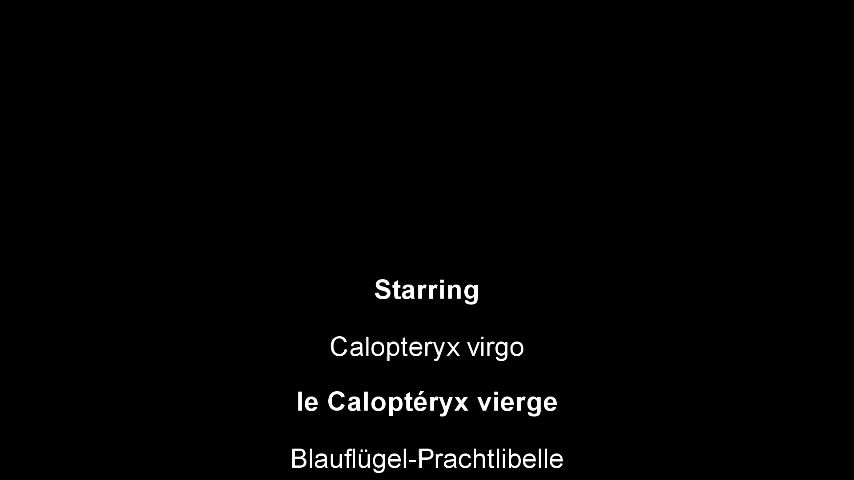 Starring
Calopteryx virgo
le Caloptéryx vierge
Blauflügel-Prachtlibelle